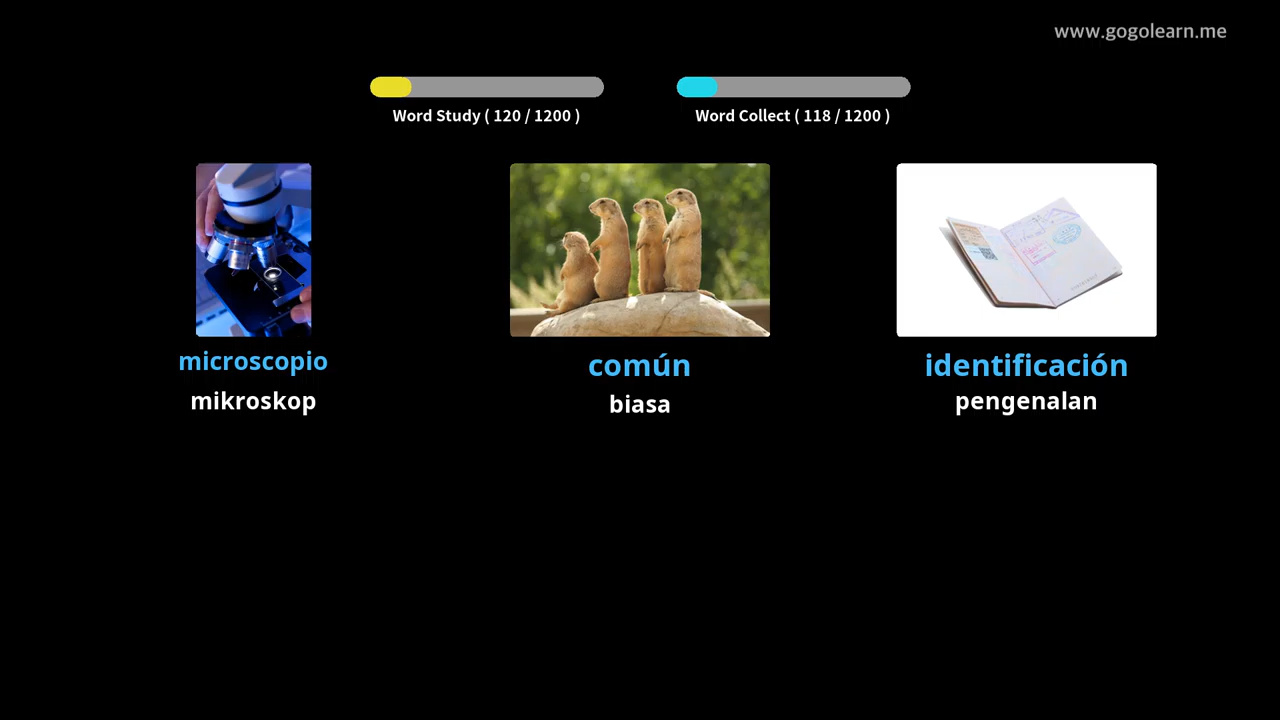 www.gogolearn.me
Word Study ( 120 / 1200 )
Word Collect ( 118 / 1200 )
microscopio
mikroskop
común
biasa
identificación
pengenalan